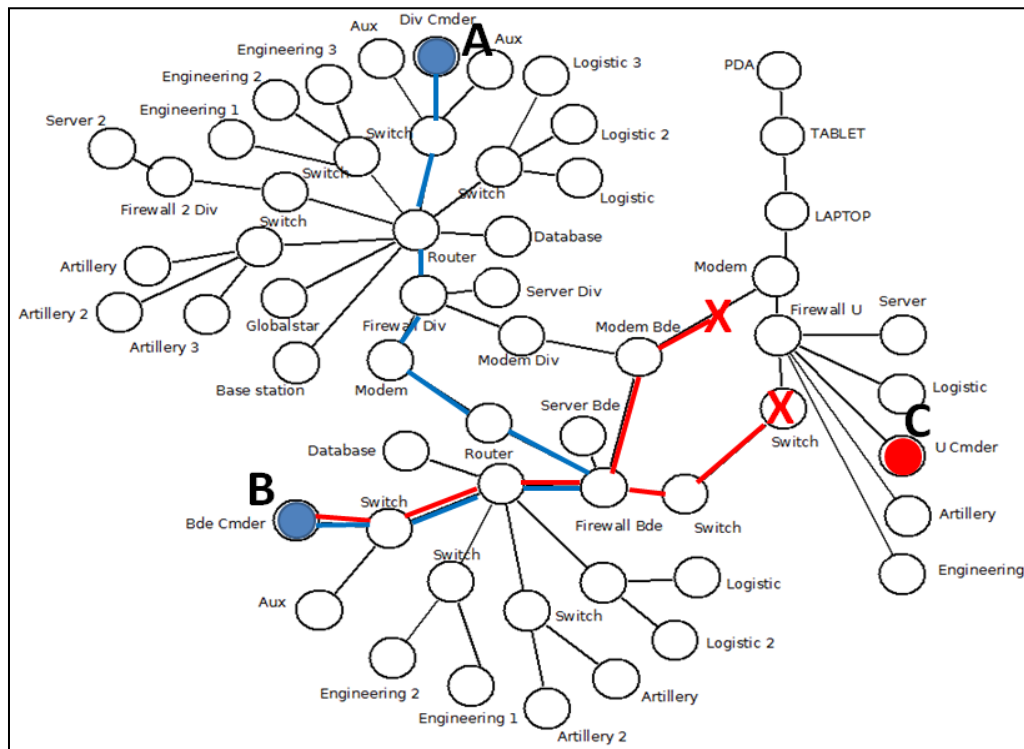 Div Cmder
A
Aux
Aux
Engineering 3
Engineering 2
Engineering 1
Server 2
Firewall 2 Div
Switch
Switch
Switch
Switch
Logistic 3
Logistic 2
Logistic
PDA
TABLET
LAPTOP
Modem
Artillery
Artillery 2
Artillery 3
Globalstar
Base station
Router
Database
Firewall Div
Server Div
Modem Div
Modem
Modem Bde
X
Firewall U
Server
Logistic
X
Switch
C
U Cmder
Artillery
Engineering
Server Bde
Router
Database
B
Bde Cmder
Switch
Firewall Bde
Switch
Switch
Aux
Switch
Logistic
Logistic 2
Engineering 2
Engineering 1
Artillery
Artillery 2